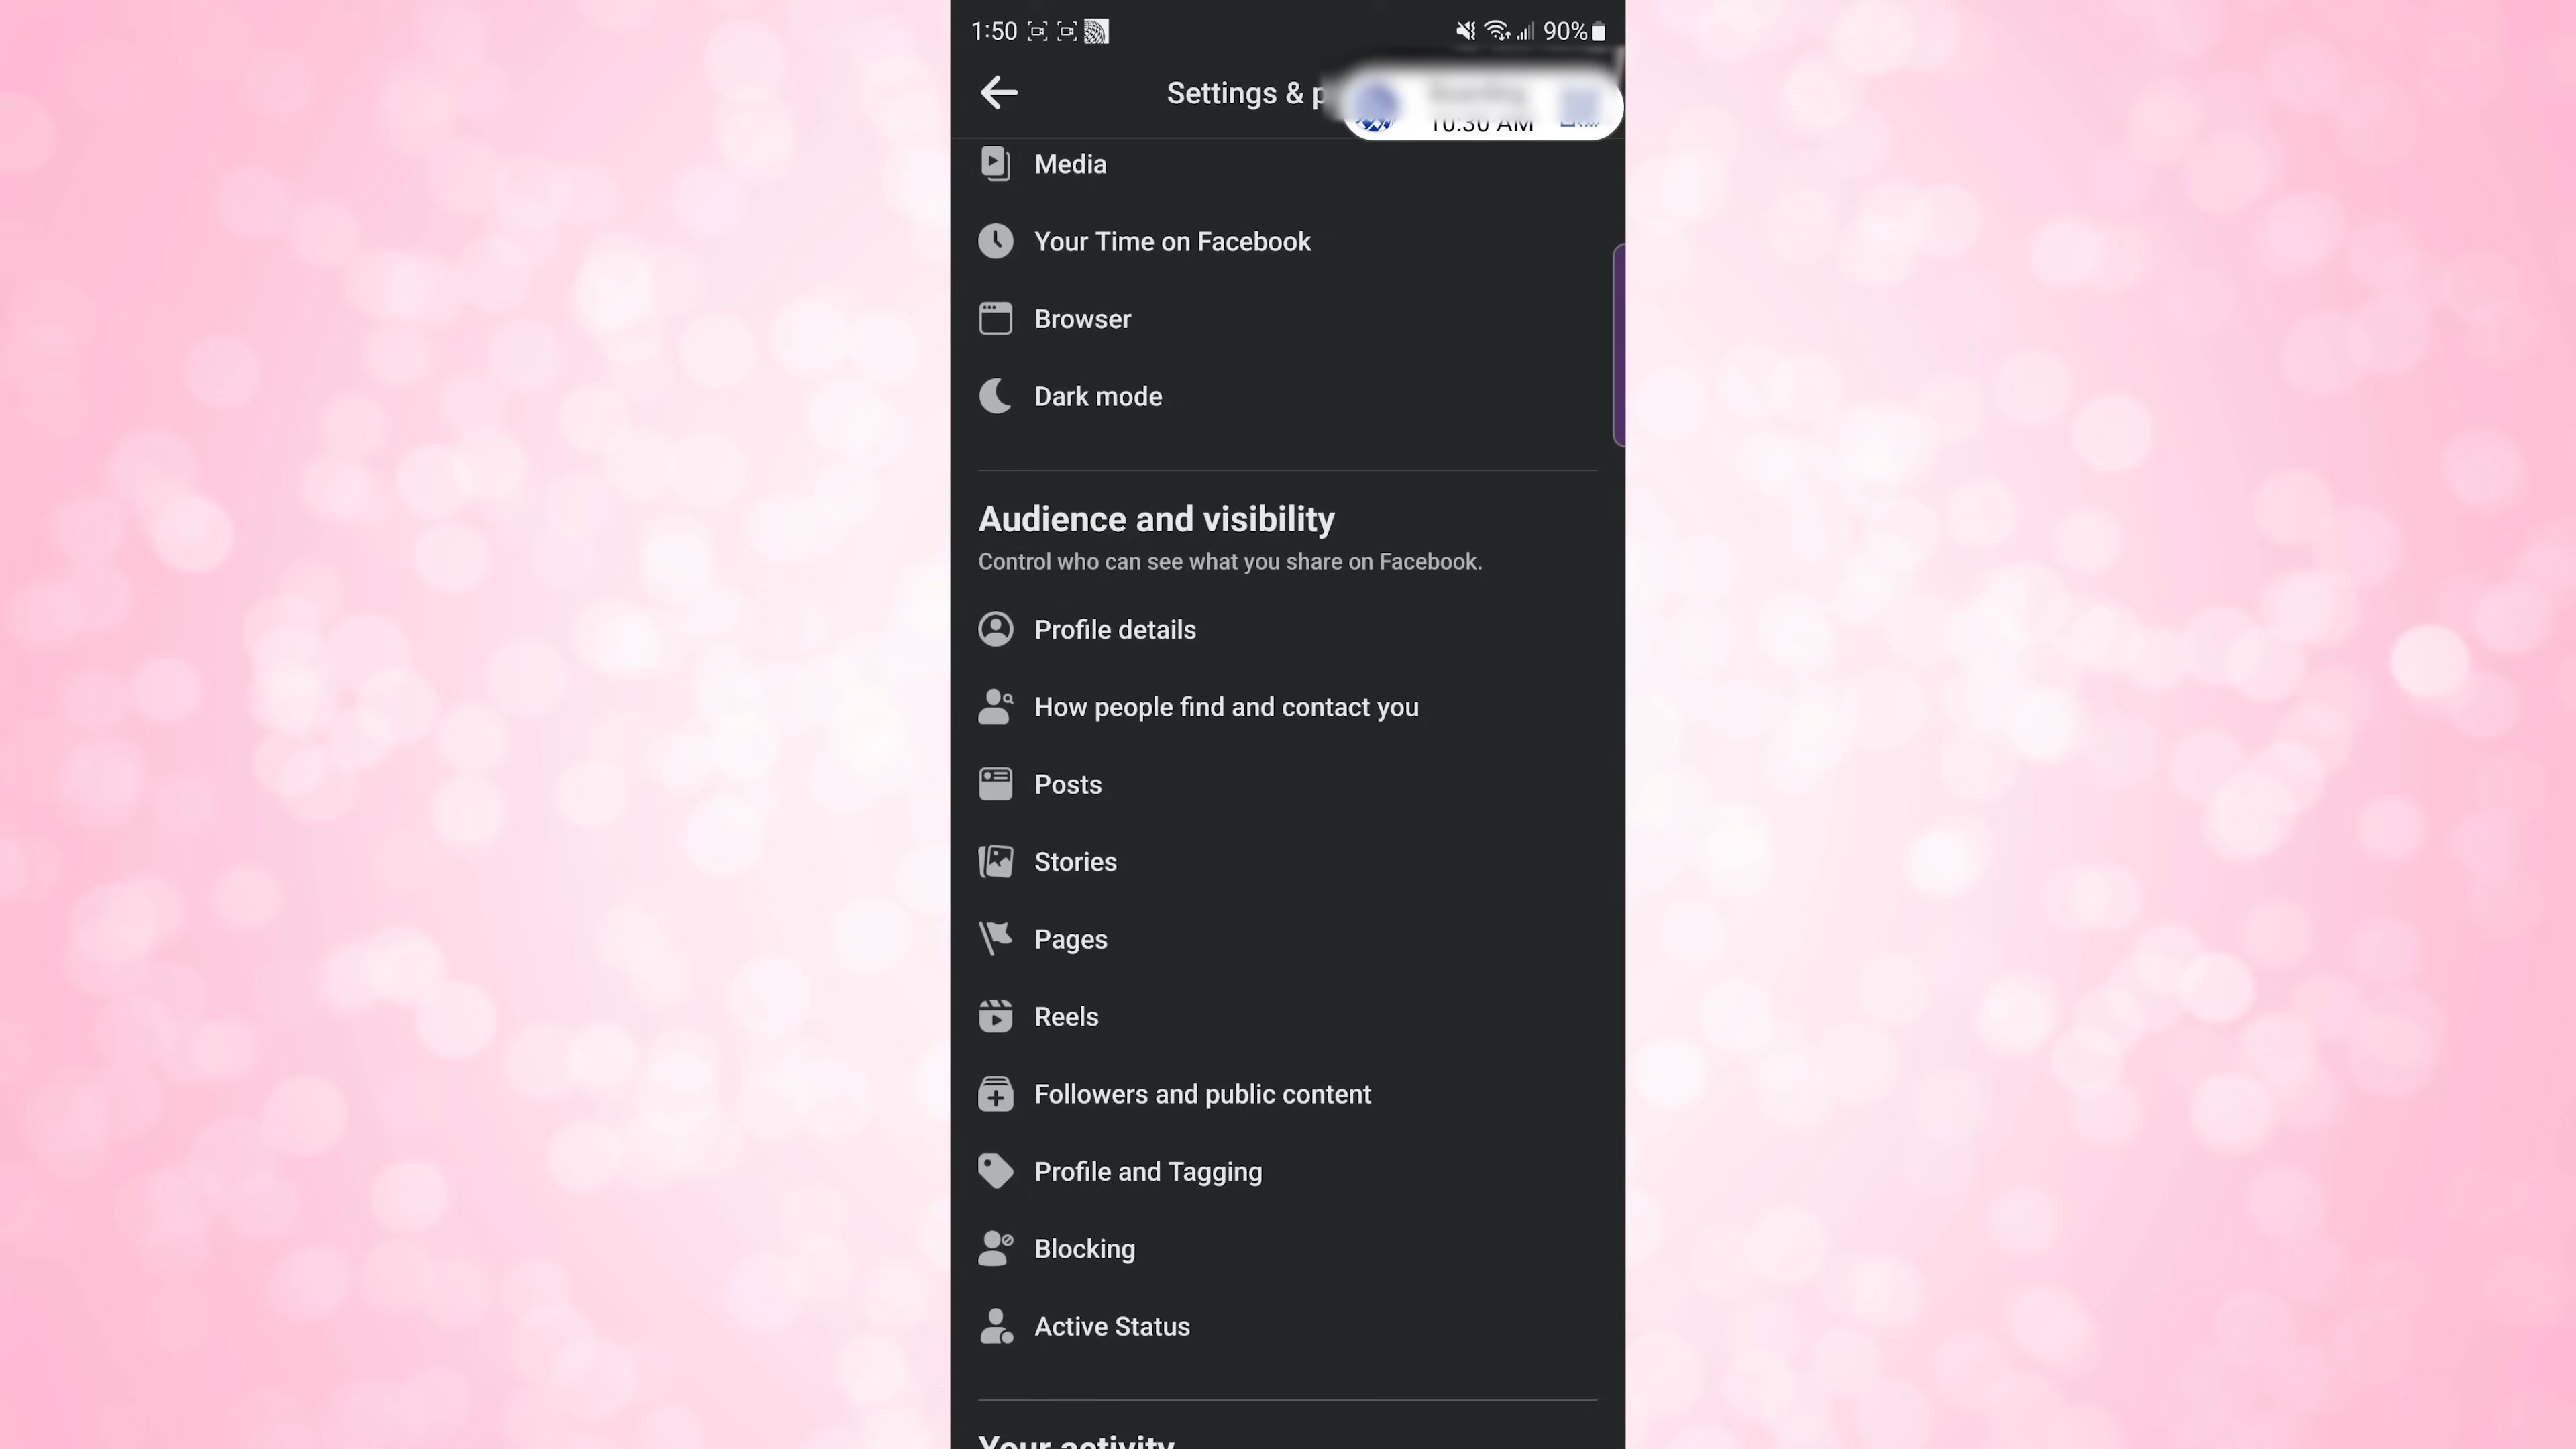 1:50 90%
Settings &
10:30 AM
Media
Your Time on Facebook
Browser
Dark mode
Audience and visibility
Control who can see what you share on Facebook.
Profile details
How people find and contact you
Posts
Stories
Pages
Reels
Followers and public content
Profile and Tagging
Blocking
Active Status
Your activity